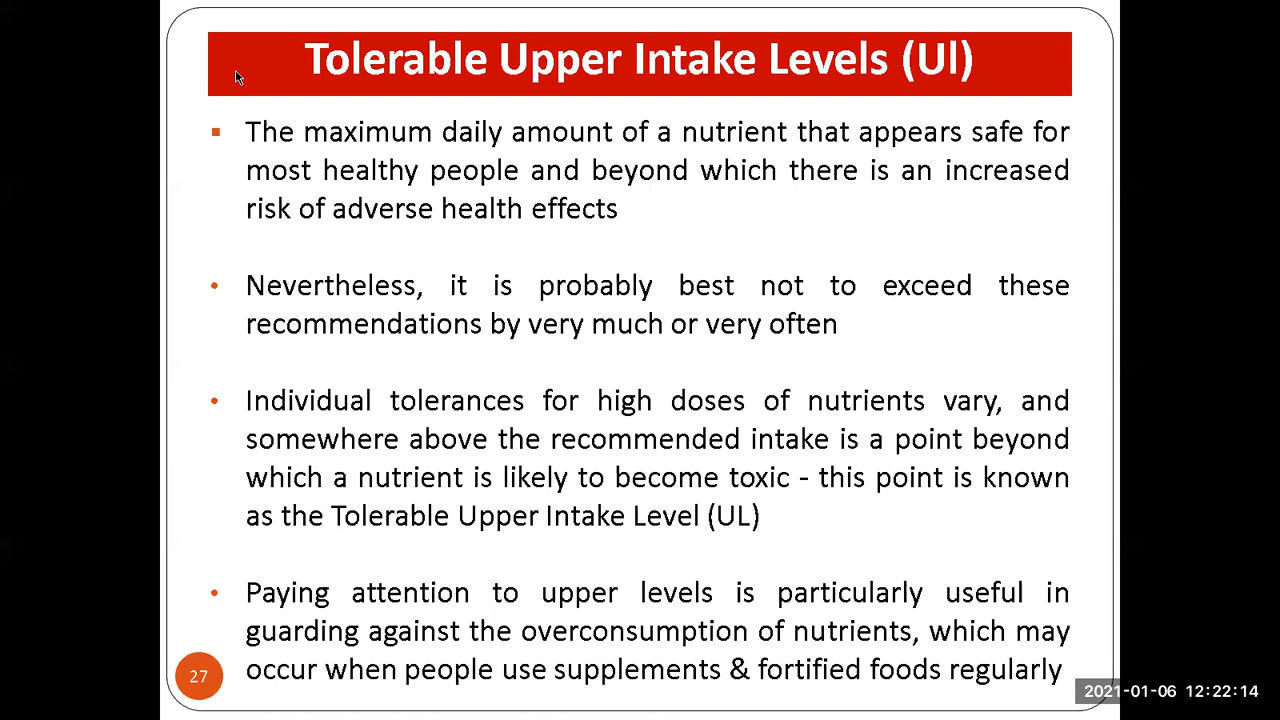 Tolerable Upper Intake Levels (Ul)
The maximum daily amount of a nutrient that appears safe for
most healthy people and beyond which there is an increased
risk of adverse health effects
Nevertheless, it is probably best not to exceed these
recommendations by very much or very often
Individual tolerances for high doses of nutrients vary, and
somewhere above the recommended intake is a point beyond
which a nutrient is likely to become toxic - this point is known
as the Tolerable Upper Intake Level (UL)
Paying attention to upper levels is particularly useful in
guarding against the overconsumption of nutrients, which may
occur when people use supplements & fortified foods regularly
27
2021-01-06 12:22:14